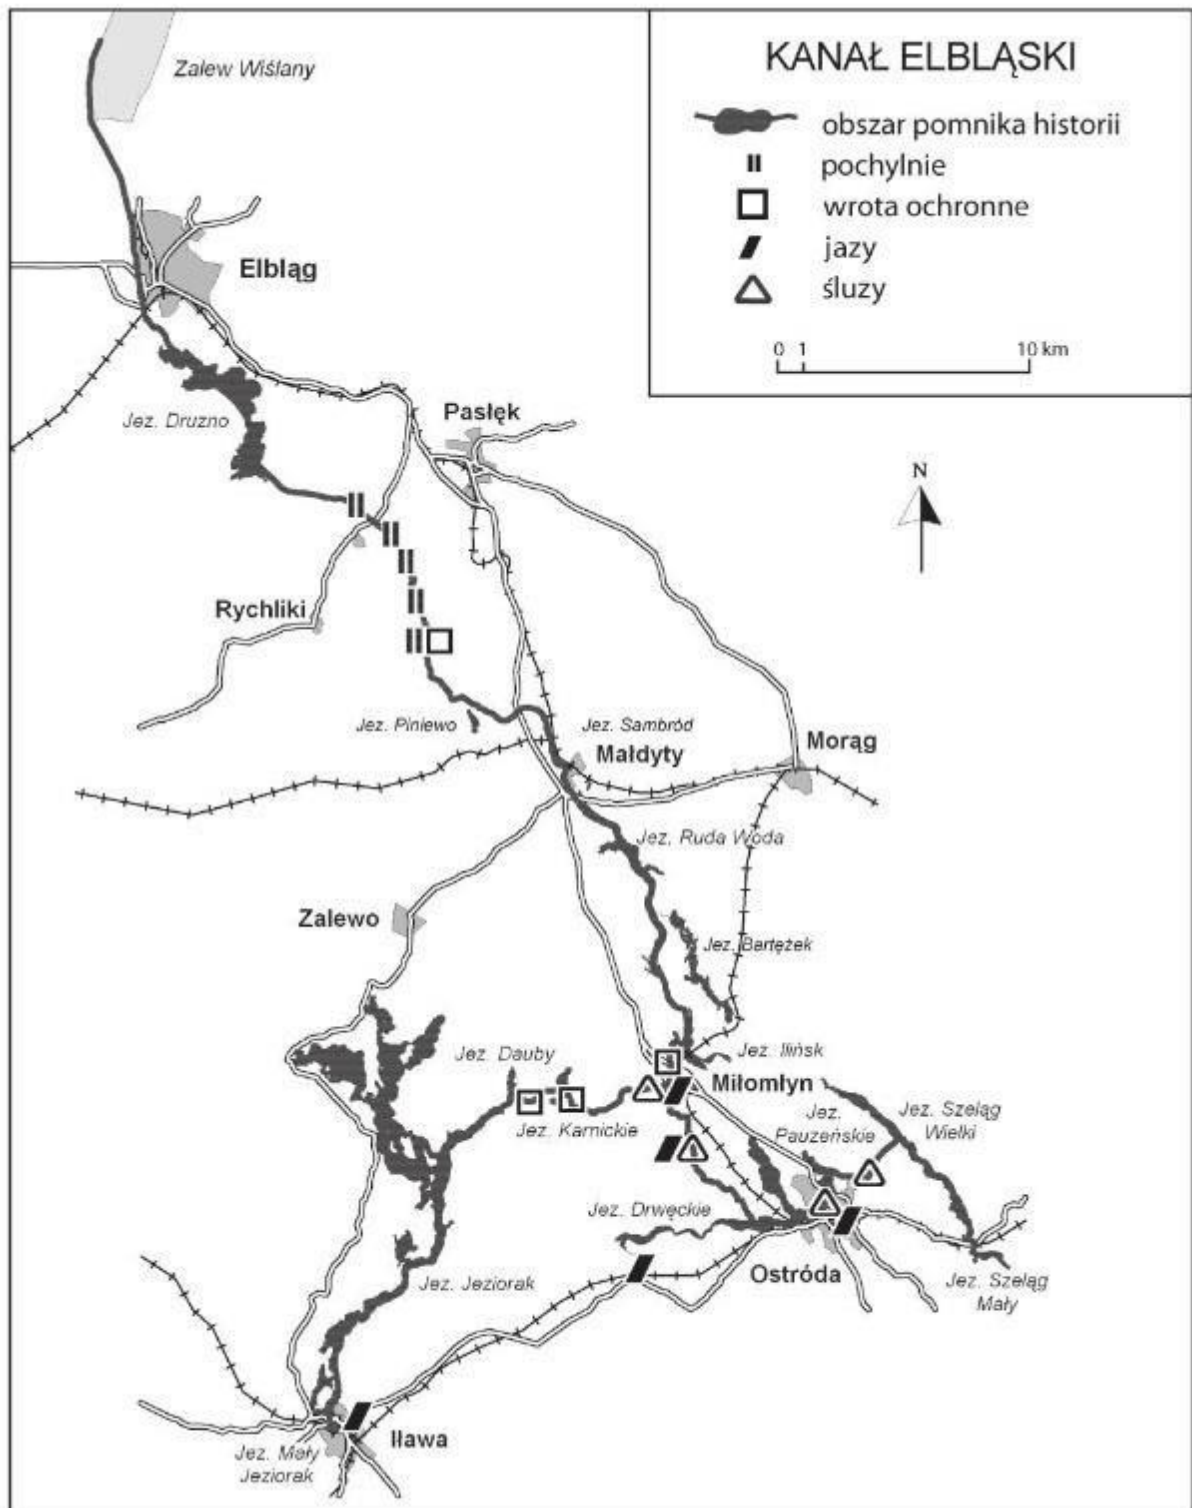 KANAŁ ELBLĄSKI
obszar pomnika historii
pochylnie
wrota ochronne
jazy
śluzy
0 1 10 km
Zalew Wiślany
Elbląg
Jez. Druzno
Pasłęk
N
Rychliki
Jez. Piniewo
Jez. Sambród
Małdyty
Morąg
Jez. Ruda Woda
Zalewo
Jez. Bartężek
Jez. Dauby
Jez. Ilińsk
Miłomłyn
Jez. Karnickie
Jez.
Pauzeńskie
Jez. Szeląg
Wielki
Jez. Drwęckie
Ostróda
Jez. Szeląg
Mały
Jez. Jeziorak
Iława
Jez. Mały
Jeziorak